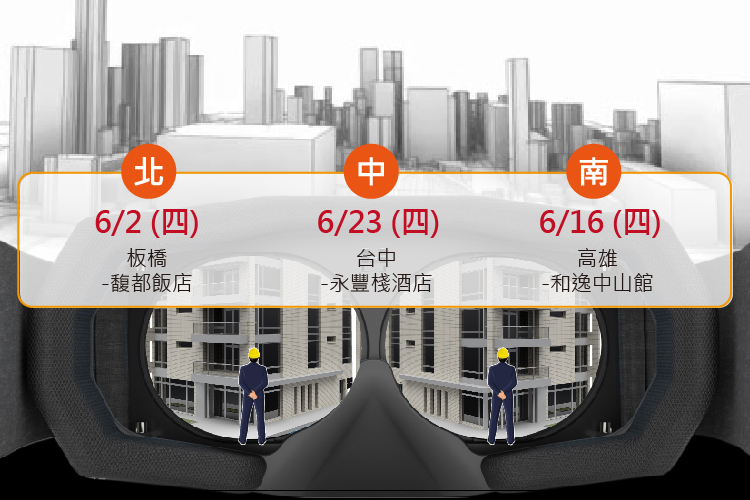 北
6/2 (四)
板橋
-馥都飯店
中
6/23 (四)
台中
-永豐棧酒店
南
6/16 (四)
高雄
-和逸中山館